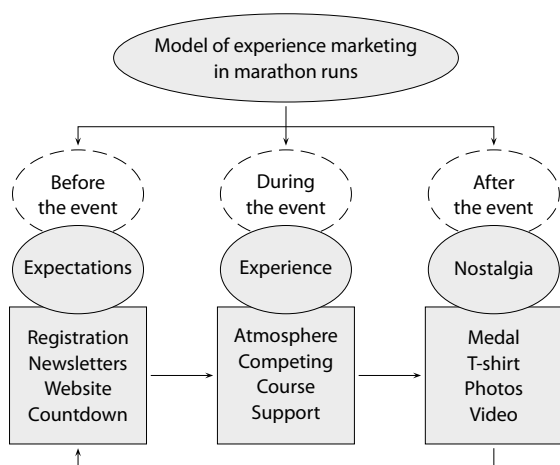 Model of experience marketing
in marathon runs
Before
the event
During
the event
After
the event
Expectations
Experience
Nostalgia
Registration
Newsletters
Website
Countdown
Atmosphere
Competing
Course
Support
Medal
T-shirt
Photos
Video